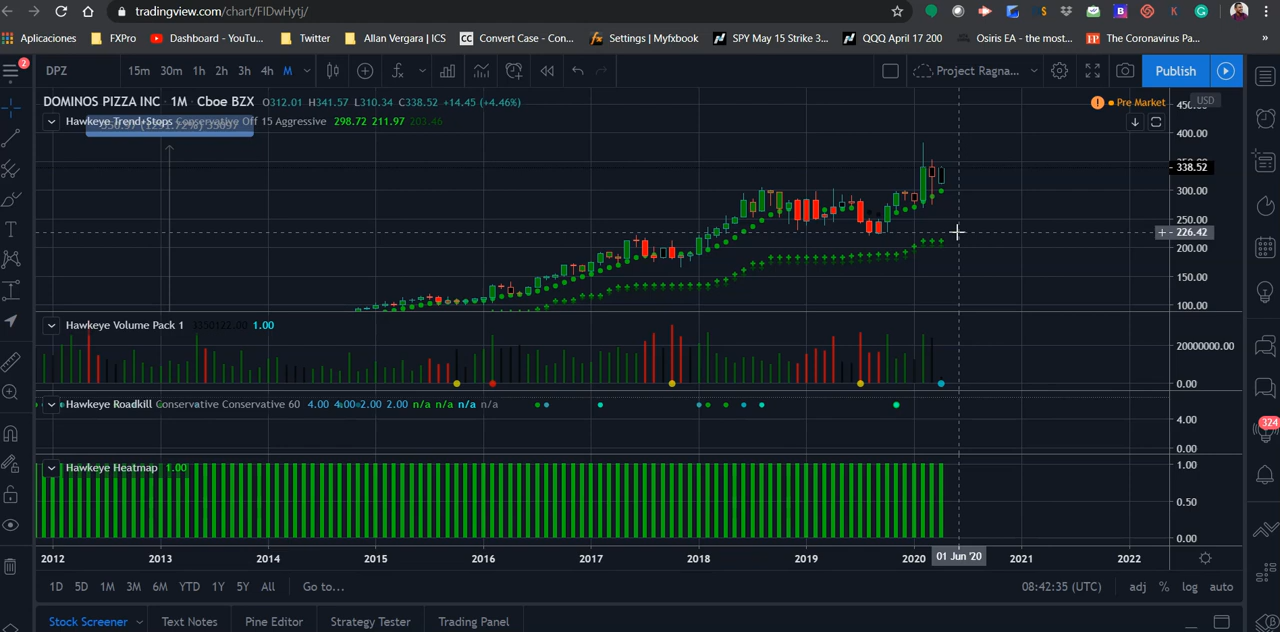 tradingview.com/chart/FIDwHytj/
Aplicaciones FXPro Dashboard - YouTu... Twitter Allan Vergara | ICS Convert Case - Con... Settings | Myfxbook SPY May 15 Strike 3... QQQ April 17 200 Osiris EA - the most... The Coronavirus Pa... »
2 DPZ 15m 30m 1h 2h 3h 4h M Project Ragna... Publish
DOMINOS PIZZA INC · 1M · Cboe BZX O312.01 H341.57 L310.34 C338.52 +14.45 (+4.46%) Pre Market USD
Hawkeye Trend+Stops Conservative Off 15 Aggressive 298.72 211.97 203.46
400.00
338.52
300.00
250.00
226.42
200.00
150.00
100.00
Hawkeye Volume Pack 1 3350122.00 1.00
20000000.00
0.00
Hawkeye Roadkill Conservative Conservative 60 4.00 4.00 2.00 2.00 n/a n/a n/a n/a
4.00
324
0.00
Hawkeye Heatmap 1.00
1.00
0.50
0.00
2012 2013 2014 2015 2016 2017 2018 2019 2020 01 Jun '20 2021 2022
1D 5D 1M 3M 6M YTD 1Y 5Y All Go to... 08:42:35 (UTC) adj % log auto
Stock Screener Text Notes Pine Editor Strategy Tester Trading Panel